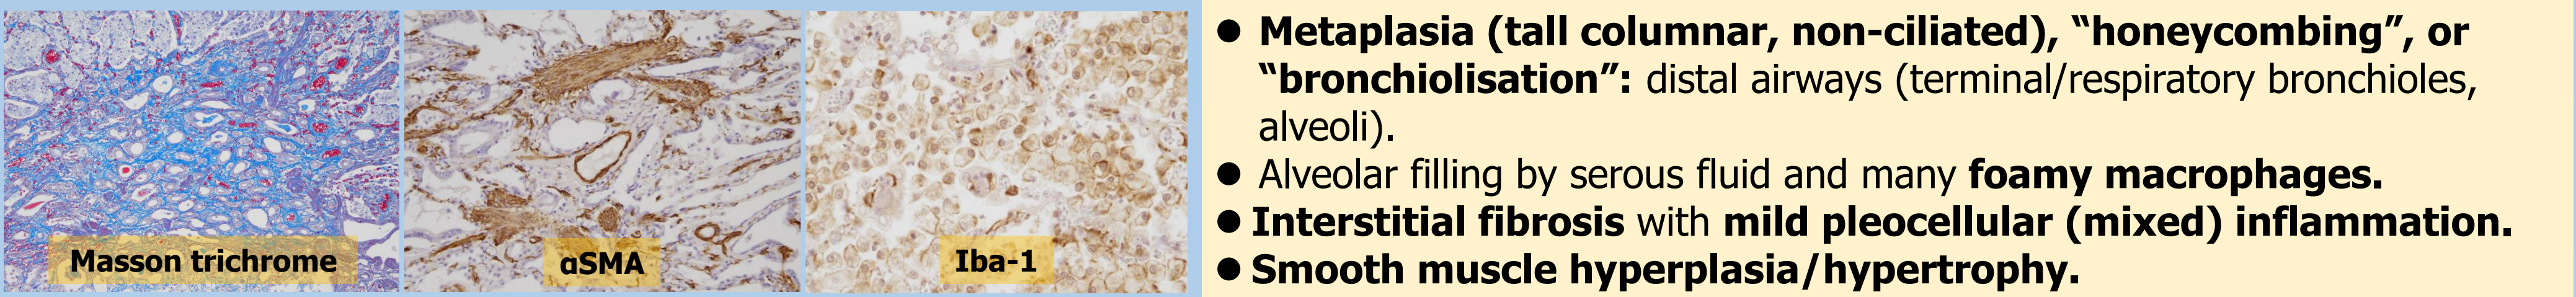 Masson trichrome
αSMA
Iba-1
● Metaplasia (tall columnar, non-ciliated), “honeycombing”, or
“bronchiolisation”: distal airways (terminal/respiratory bronchioles,
alveoli).
● Alveolar filling by serous fluid and many foamy macrophages.
● Interstitial fibrosis with mild pleocellular (mixed) inflammation.
● Smooth muscle hyperplasia/hypertrophy.